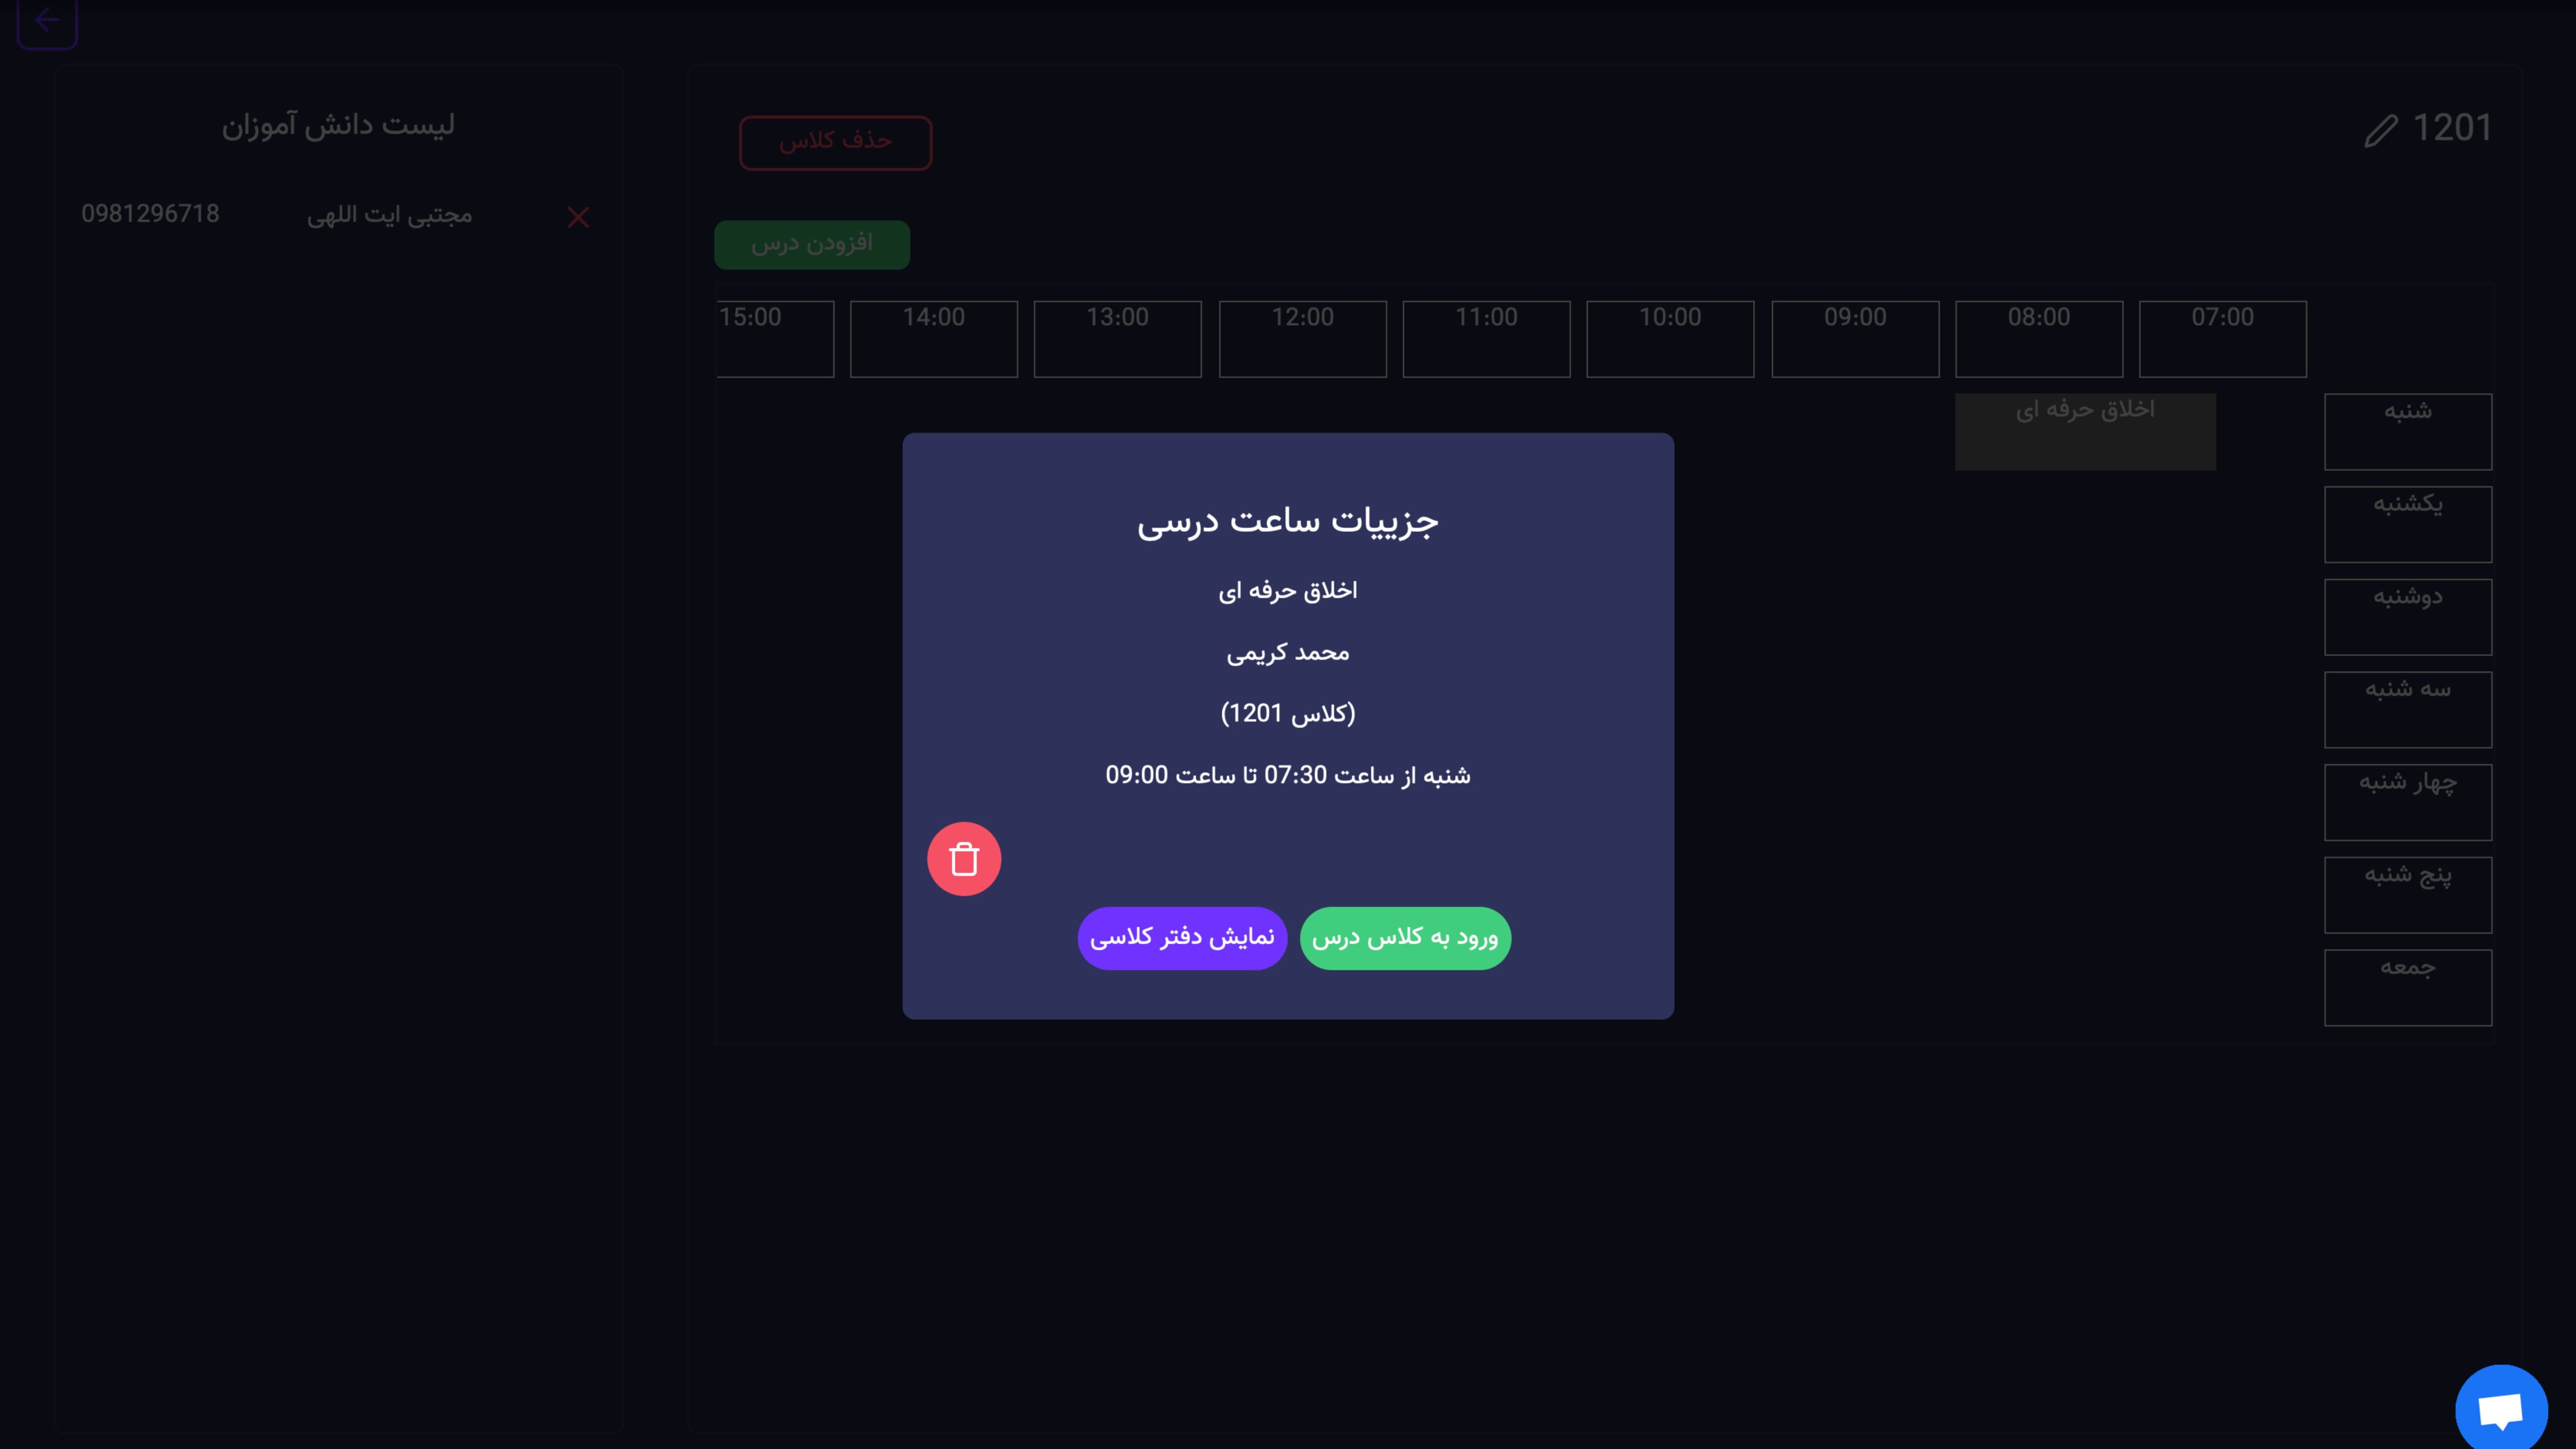 1201
حذف کلاس
افزودن درس
07:00 08:00 09:00 10:00 11:00 12:00 13:00 14:00 15:00
شنبه
اخلاق حرفه ای
یکشنبه
دوشنبه
سه شنبه
چهار شنبه
پنج شنبه
جمعه
لیست دانش آموزان
مجتبی ایت اللهی 0981296718
جزییات ساعت درسی
اخلاق حرفه ای
محمد کریمی
(کلاس 1201)
شنبه از ساعت 07:30 تا ساعت 09:00
ورود به کلاس درس
نمایش دفتر کلاسی